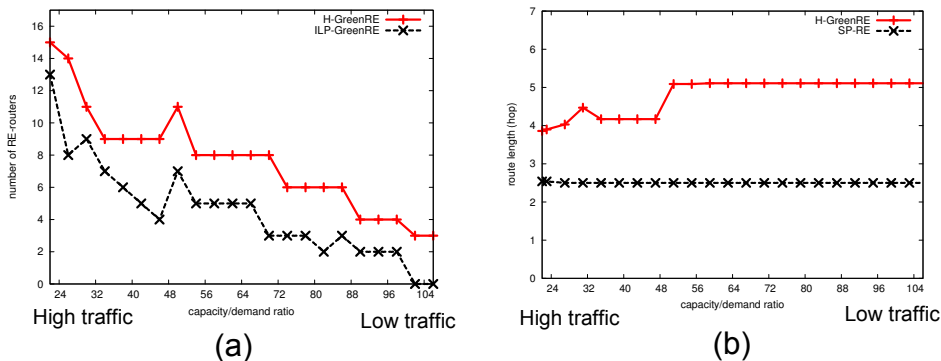 H-GreenRE
ILP-GreenRE
number of RE-routers
16
14
12
10
8
6
4
2
0
24 32 40 48 56 64 72 80 88 96 104
capacity/demand ratio
High traffic
Low traffic
(a)
H-GreenRE
SP-RE
route length (hop)
7
6
5
4
3
2
1
0
24 32 40 48 56 64 72 80 88 96 104
capacity/demand ratio
High traffic
Low traffic
(b)